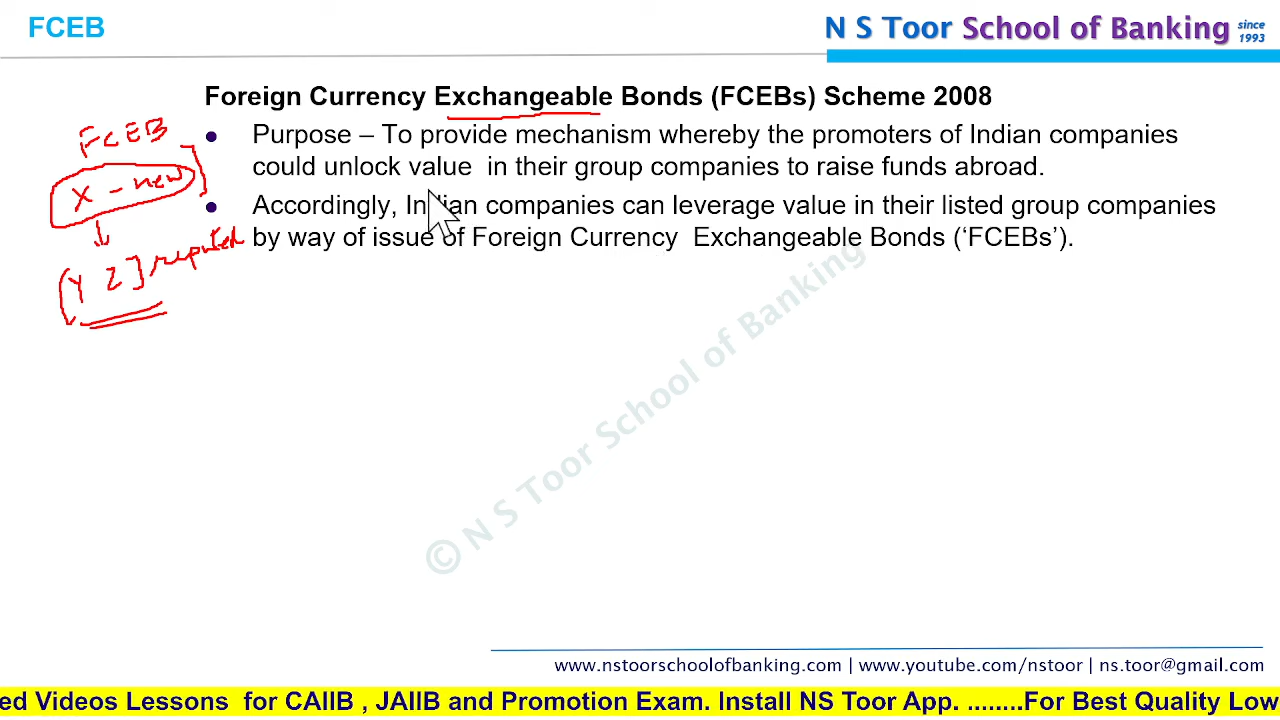 FCEB
N S Toor School of Banking since 1993
Foreign Currency Exchangeable Bonds (FCEBs) Scheme 2008
● Purpose – To provide mechanism whereby the promoters of Indian companies
could unlock value in their group companies to raise funds abroad.
● Accordingly, Indian companies can leverage value in their listed group companies
by way of issue of Foreign Currency Exchangeable Bonds (‘FCEBs’).
FCEB
X - new
(Y Z] reputed
© N S Toor School of Banking
www.nstoorschoolofbanking.com | www.youtube.com/nstoor | ns.toor@gmail.com
ed Videos Lessons for CAIIB , JAIIB and Promotion Exam. Install NS Toor App. ........For Best Quality Low